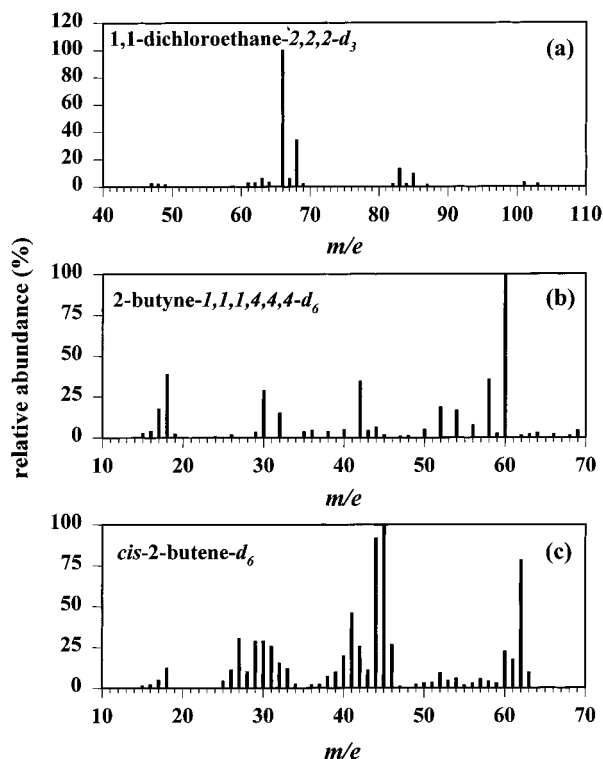 120
100
80
60
40
20
0
1,1-dichloroethane-2,2,2-d3
(a)
40 50 60 70 80 90 100 110
m/e
relative abundance (%)
100
75
50
25
0
2-butyne-1,1,1,4,4,4-d6
(b)
10 20 30 40 50 60 70
m/e
100
75
50
25
0
cis-2-butene-d6
(c)
10 20 30 40 50 60 70
m/e